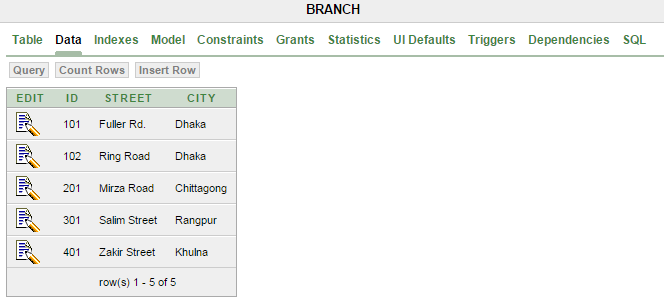 BRANCH
Table Data Indexes Model Constraints Grants Statistics UI Defaults Triggers Dependencies SQL
Query Count Rows Insert Row
EDIT ID STREET CITY
101 Fuller Rd. Dhaka
102 Ring Road Dhaka
201 Mirza Road Chittagong
301 Salim Street Rangpur
401 Zakir Street Khulna
row(s) 1 - 5 of 5